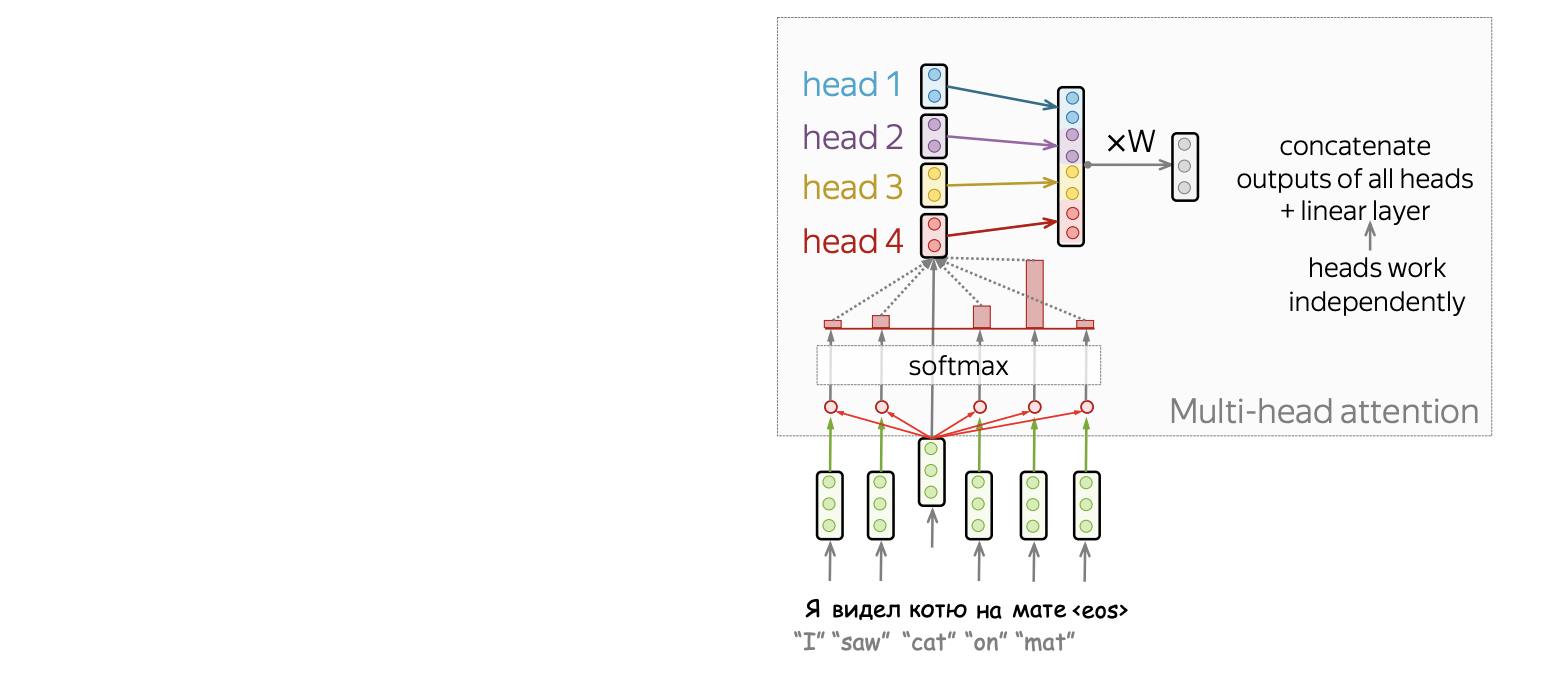 head 1
head 2
head 3
head 4
×W
concatenate
outputs of all heads
+ linear layer
heads work
independently
softmax
Multi-head attention
Я видел котю на мате <eos>
“I” “saw” “cat” “on” “mat”